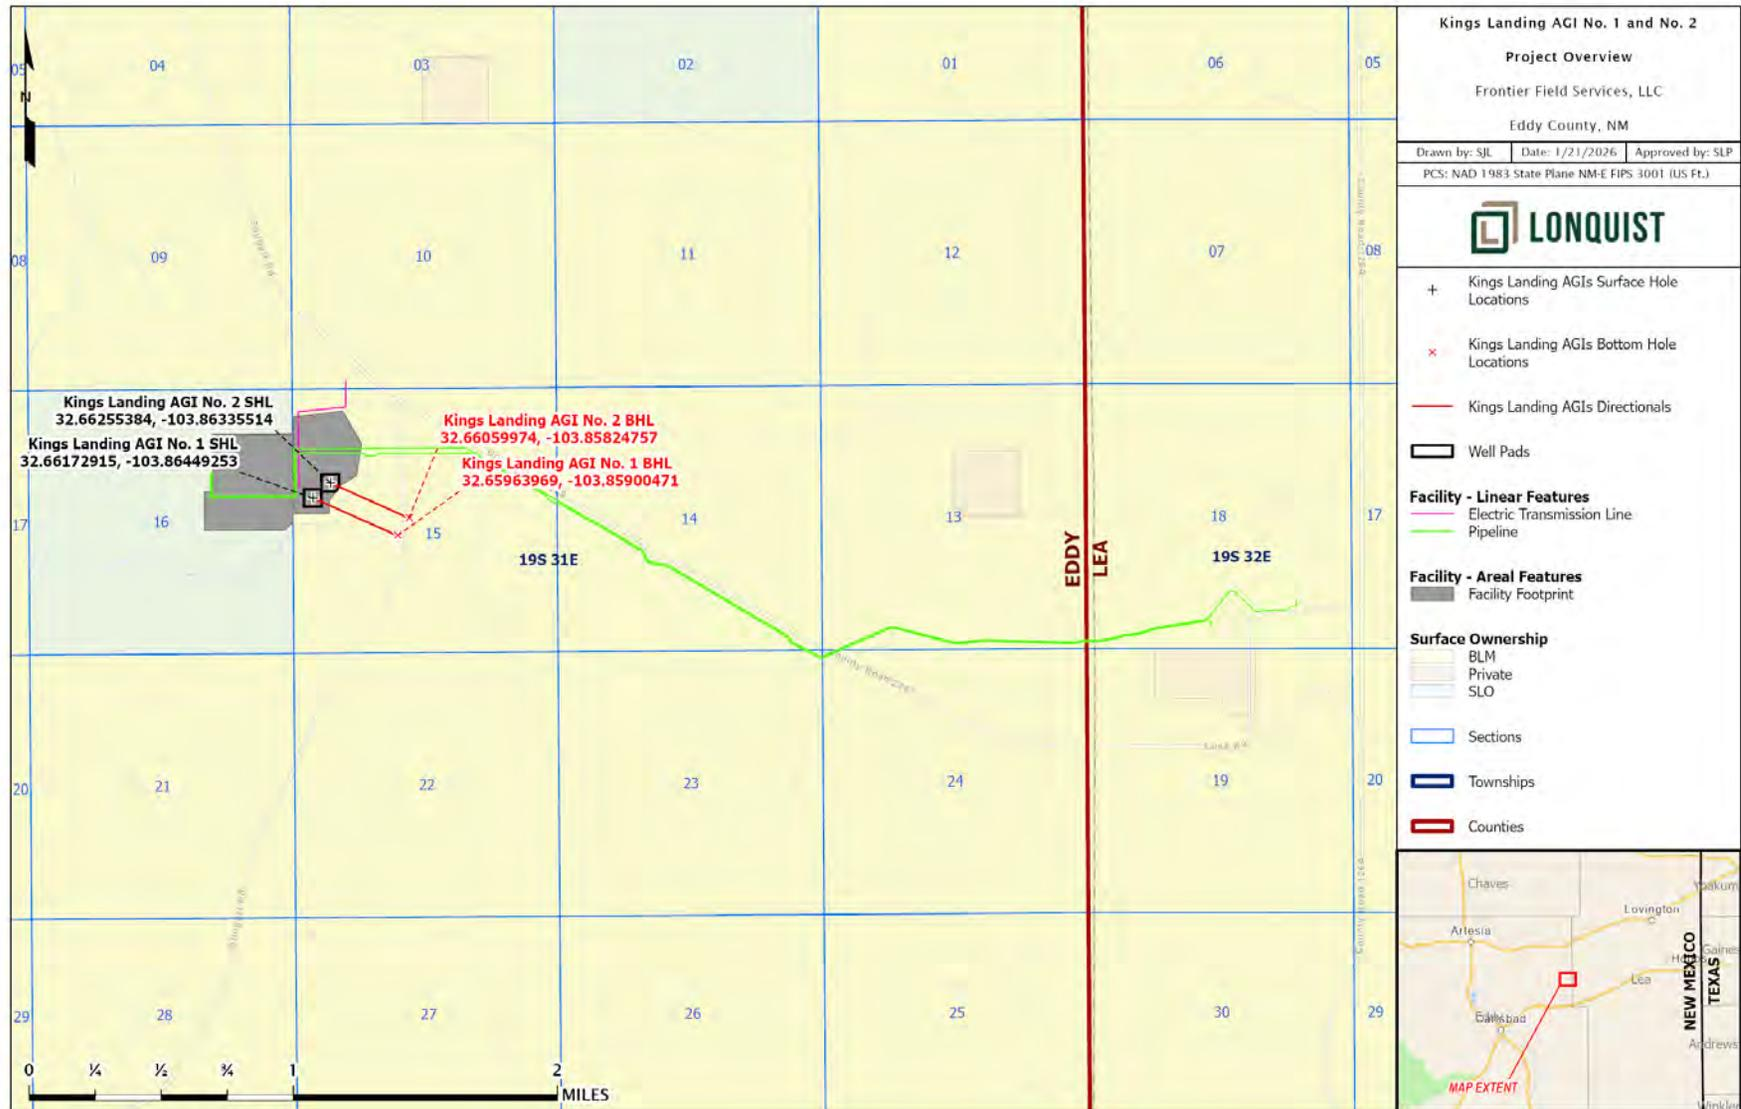 Kings Landing AGI No. 1 and No. 2
Project Overview
Frontier Field Services, LLC
Eddy County, NM
Drawn by: SJL
Date: 1/21/2026
Approved by: SLP
PCS: NAD 1983 State Plane NM-E FIPS 3001 (US Ft.)
LONQUIST
Kings Landing AGIs Surface Hole
Locations
Kings Landing AGIs Bottom Hole
Locations
Kings Landing AGIs Directionals
Well Pads
Facility - Linear Features
Electric Transmission Line
Pipeline
Facility - Areal Features
Facility Footprint
Surface Ownership
BLM
Private
SLO
Sections
Townships
Counties
05
04
03
02
01
06
05
N
08
09
10
11
12
07
08
Kings Landing AGI No. 2 SHL
32.66255384, -103.86335514
Kings Landing AGI No. 1 SHL
32.66172915, -103.86449253
Kings Landing AGI No. 2 BHL
32.66059974, -103.85824757
Kings Landing AGI No. 1 BHL
32.65963969, -103.85900471
17
16
15
14
13
18
17
19S 31E
EDDY
LEA
19S 32E
Lusk Rd
20
21
22
23
24
19
20
29
28
27
26
25
30
29
0
¼
½
¾
1
2
MILES
Chaves
Yoakum
Lovington
Artesia
Gaines
Lea
Eddy
Carlsbad
NEW MEXICO
TEXAS
Andrews
MAP EXTENT
Winkler